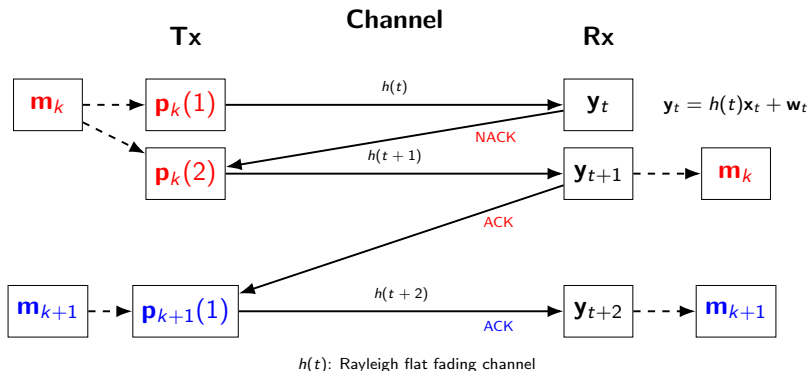 Channel
Tx Rx
m_k p_k(1) h(t) y_t y_t = h(t)x_t + w_t
NACK
p_k(2) h(t + 1) y_{t+1} m_k
ACK
m_{k+1} p_{k+1}(1) h(t + 2) y_{t+2} m_{k+1}
ACK
h(t): Rayleigh flat fading channel